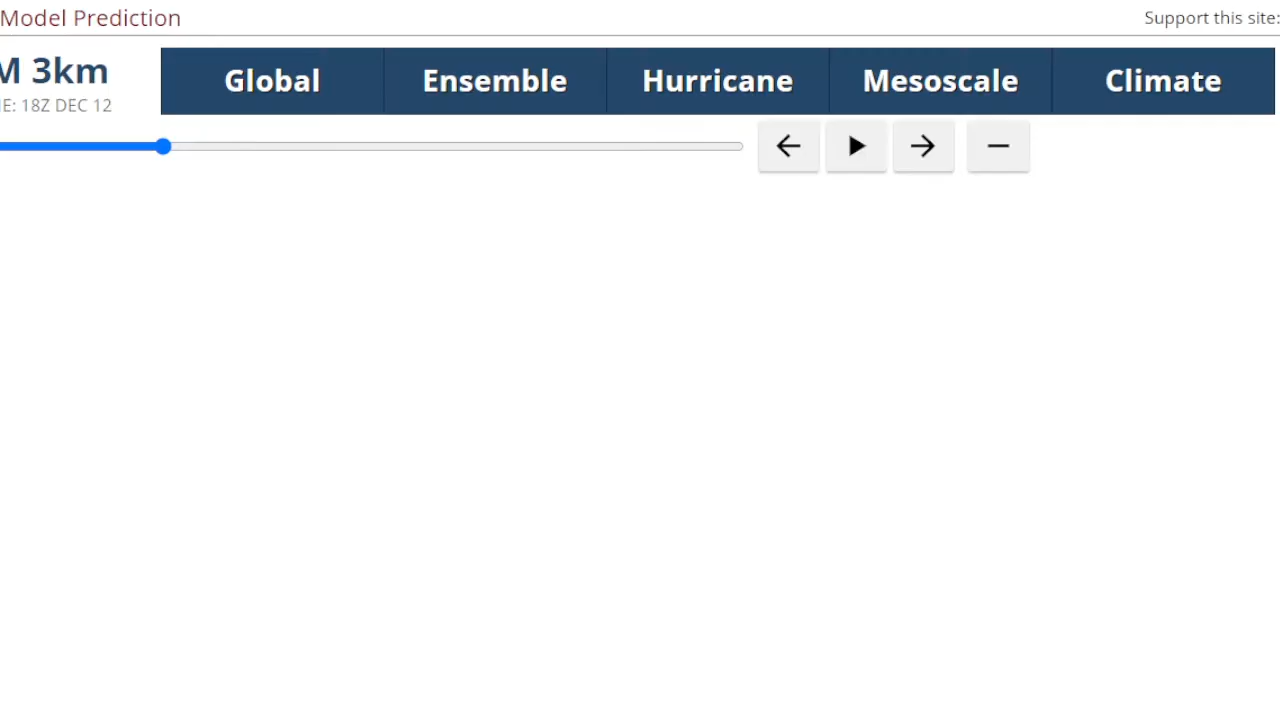 Model Prediction
Support this site:
M 3km
E: 18Z DEC 12
Global
Ensemble
Hurricane
Mesoscale
Climate